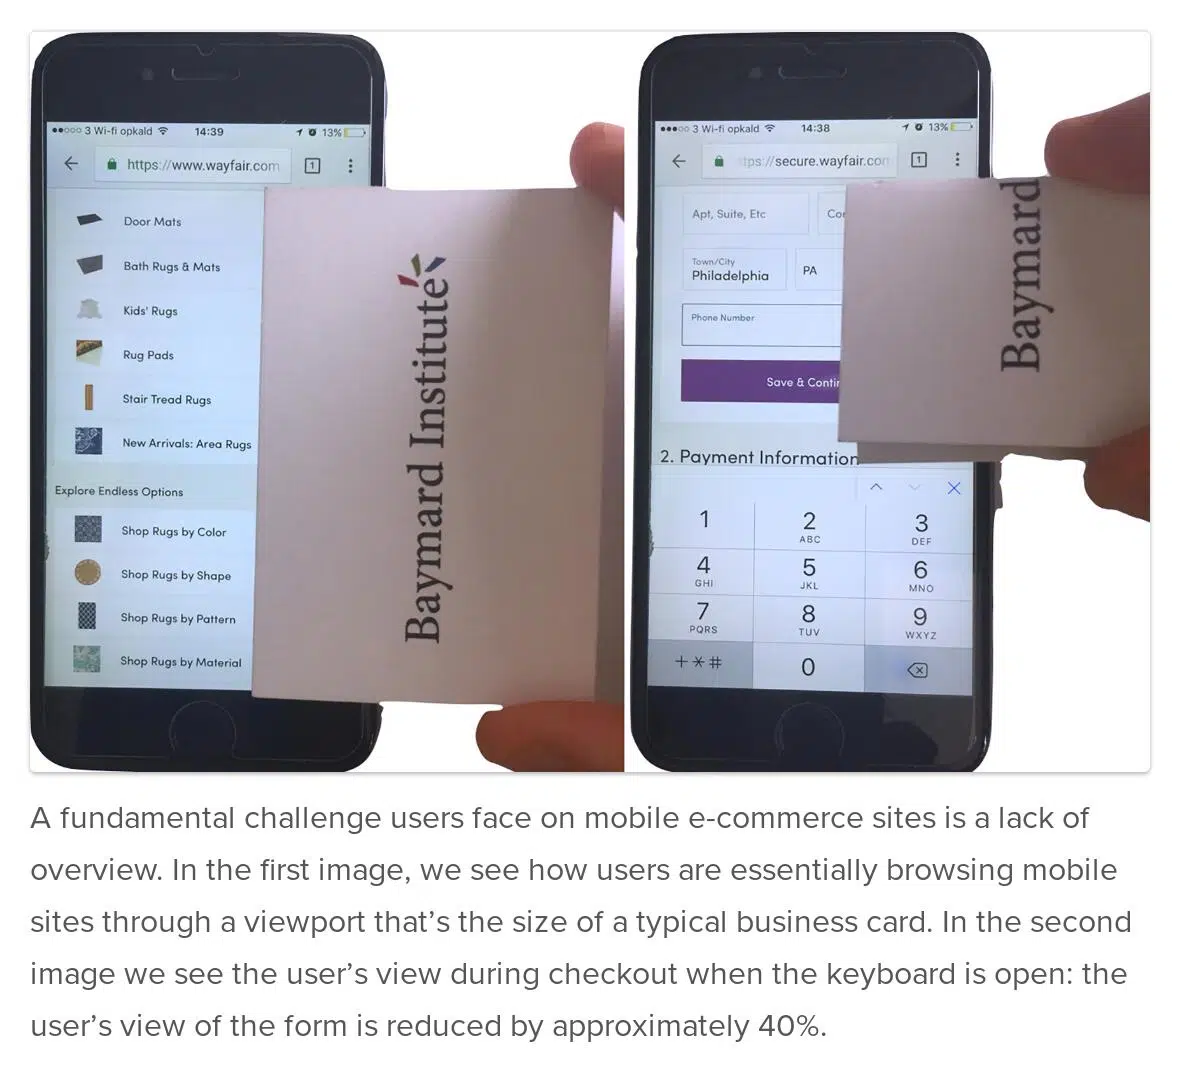 ●●○○○ 3 Wi-fi opkald 14:39 13%
https://www.wayfair.com 1
Door Mats
Bath Rugs & Mats
Kids' Rugs
Rug Pads
Stair Tread Rugs
New Arrivals: Area Rugs
Explore Endless Options
Shop Rugs by Color
Shop Rugs by Shape
Shop Rugs by Pattern
Shop Rugs by Material
Baymard Institute
●●●○○ 3 Wi-fi opkald 14:38 13%
tps://secure.wayfair.com 1
Apt, Suite, Etc
Town/City
Philadelphia PA
Phone Number
Save &
2. Payment Information
1 2 3
ABC DEF
4 5 6
GHI JKL MNO
7 8 9
PQRS TUV WXYZ
+*# 0
Baymard
A fundamental challenge users face on mobile e-commerce sites is a lack of
overview. In the first image, we see how users are essentially browsing mobile
sites through a viewport that’s the size of a typical business card. In the second
image we see the user’s view during checkout when the keyboard is open: the
user’s view of the form is reduced by approximately 40%.